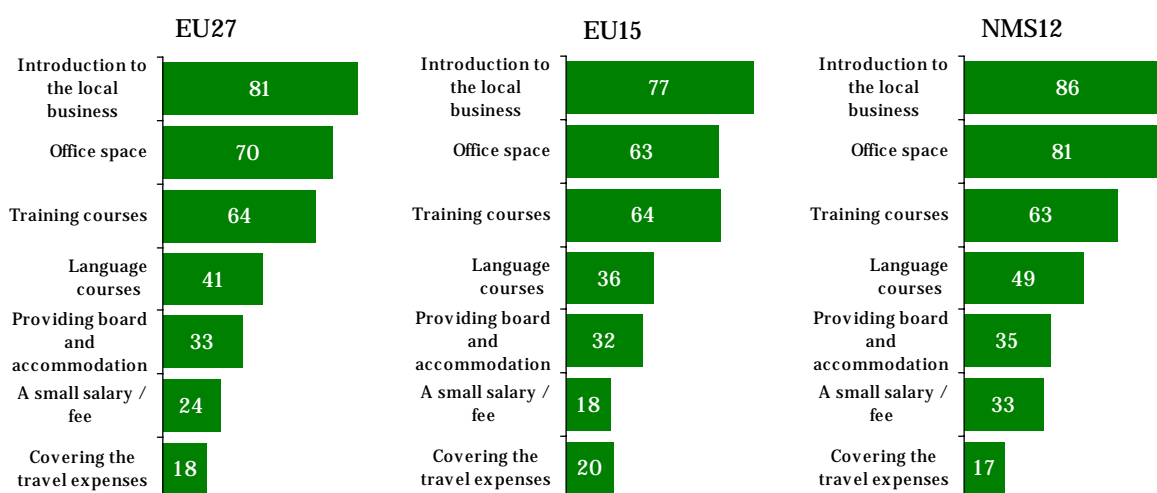 EU27
Introduction to
the local
business
81
Office space
70
Training courses
64
Language
courses
41
Providing board
and
accommodation
33
A small salary /
fee
24
Covering the
travel expenses
18
EU15
Introduction to
the local
business
77
Office space
63
Training courses
64
Language
courses
36
Providing board
and
accommodation
32
A small salary /
fee
18
Covering the
travel expenses
20
NMS12
Introduction to
the local
business
86
Office space
81
Training courses
63
Language
courses
49
Providing board
and
accommodation
35
A small salary /
fee
33
Covering the
travel expenses
17